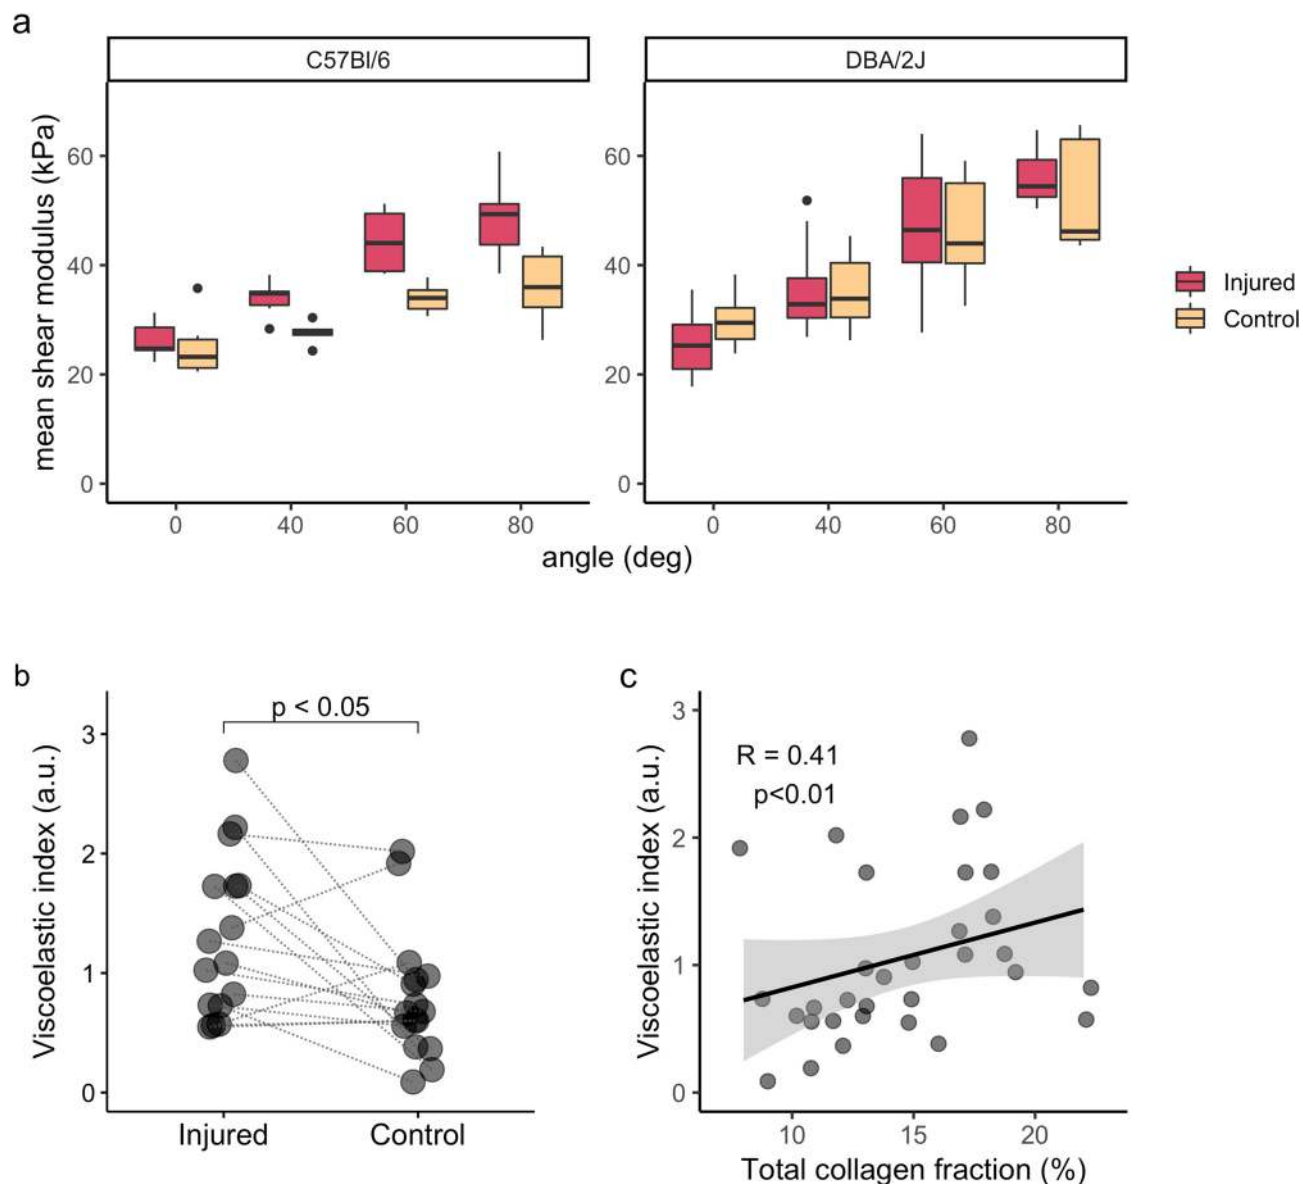 a
C57Bl/6
DBA/2J
mean shear modulus (kPa)
60
40
20
0
60
40
20
0
0 40 60 80
0 40 60 80
angle (deg)
Injured
Control
b
p < 0.05
Viscoelastic index (a.u.)
3
2
1
0
Injured Control
c
R = 0.41
p<0.01
Viscoelastic index (a.u.)
3
2
1
0
10 15 20
Total collagen fraction (%)